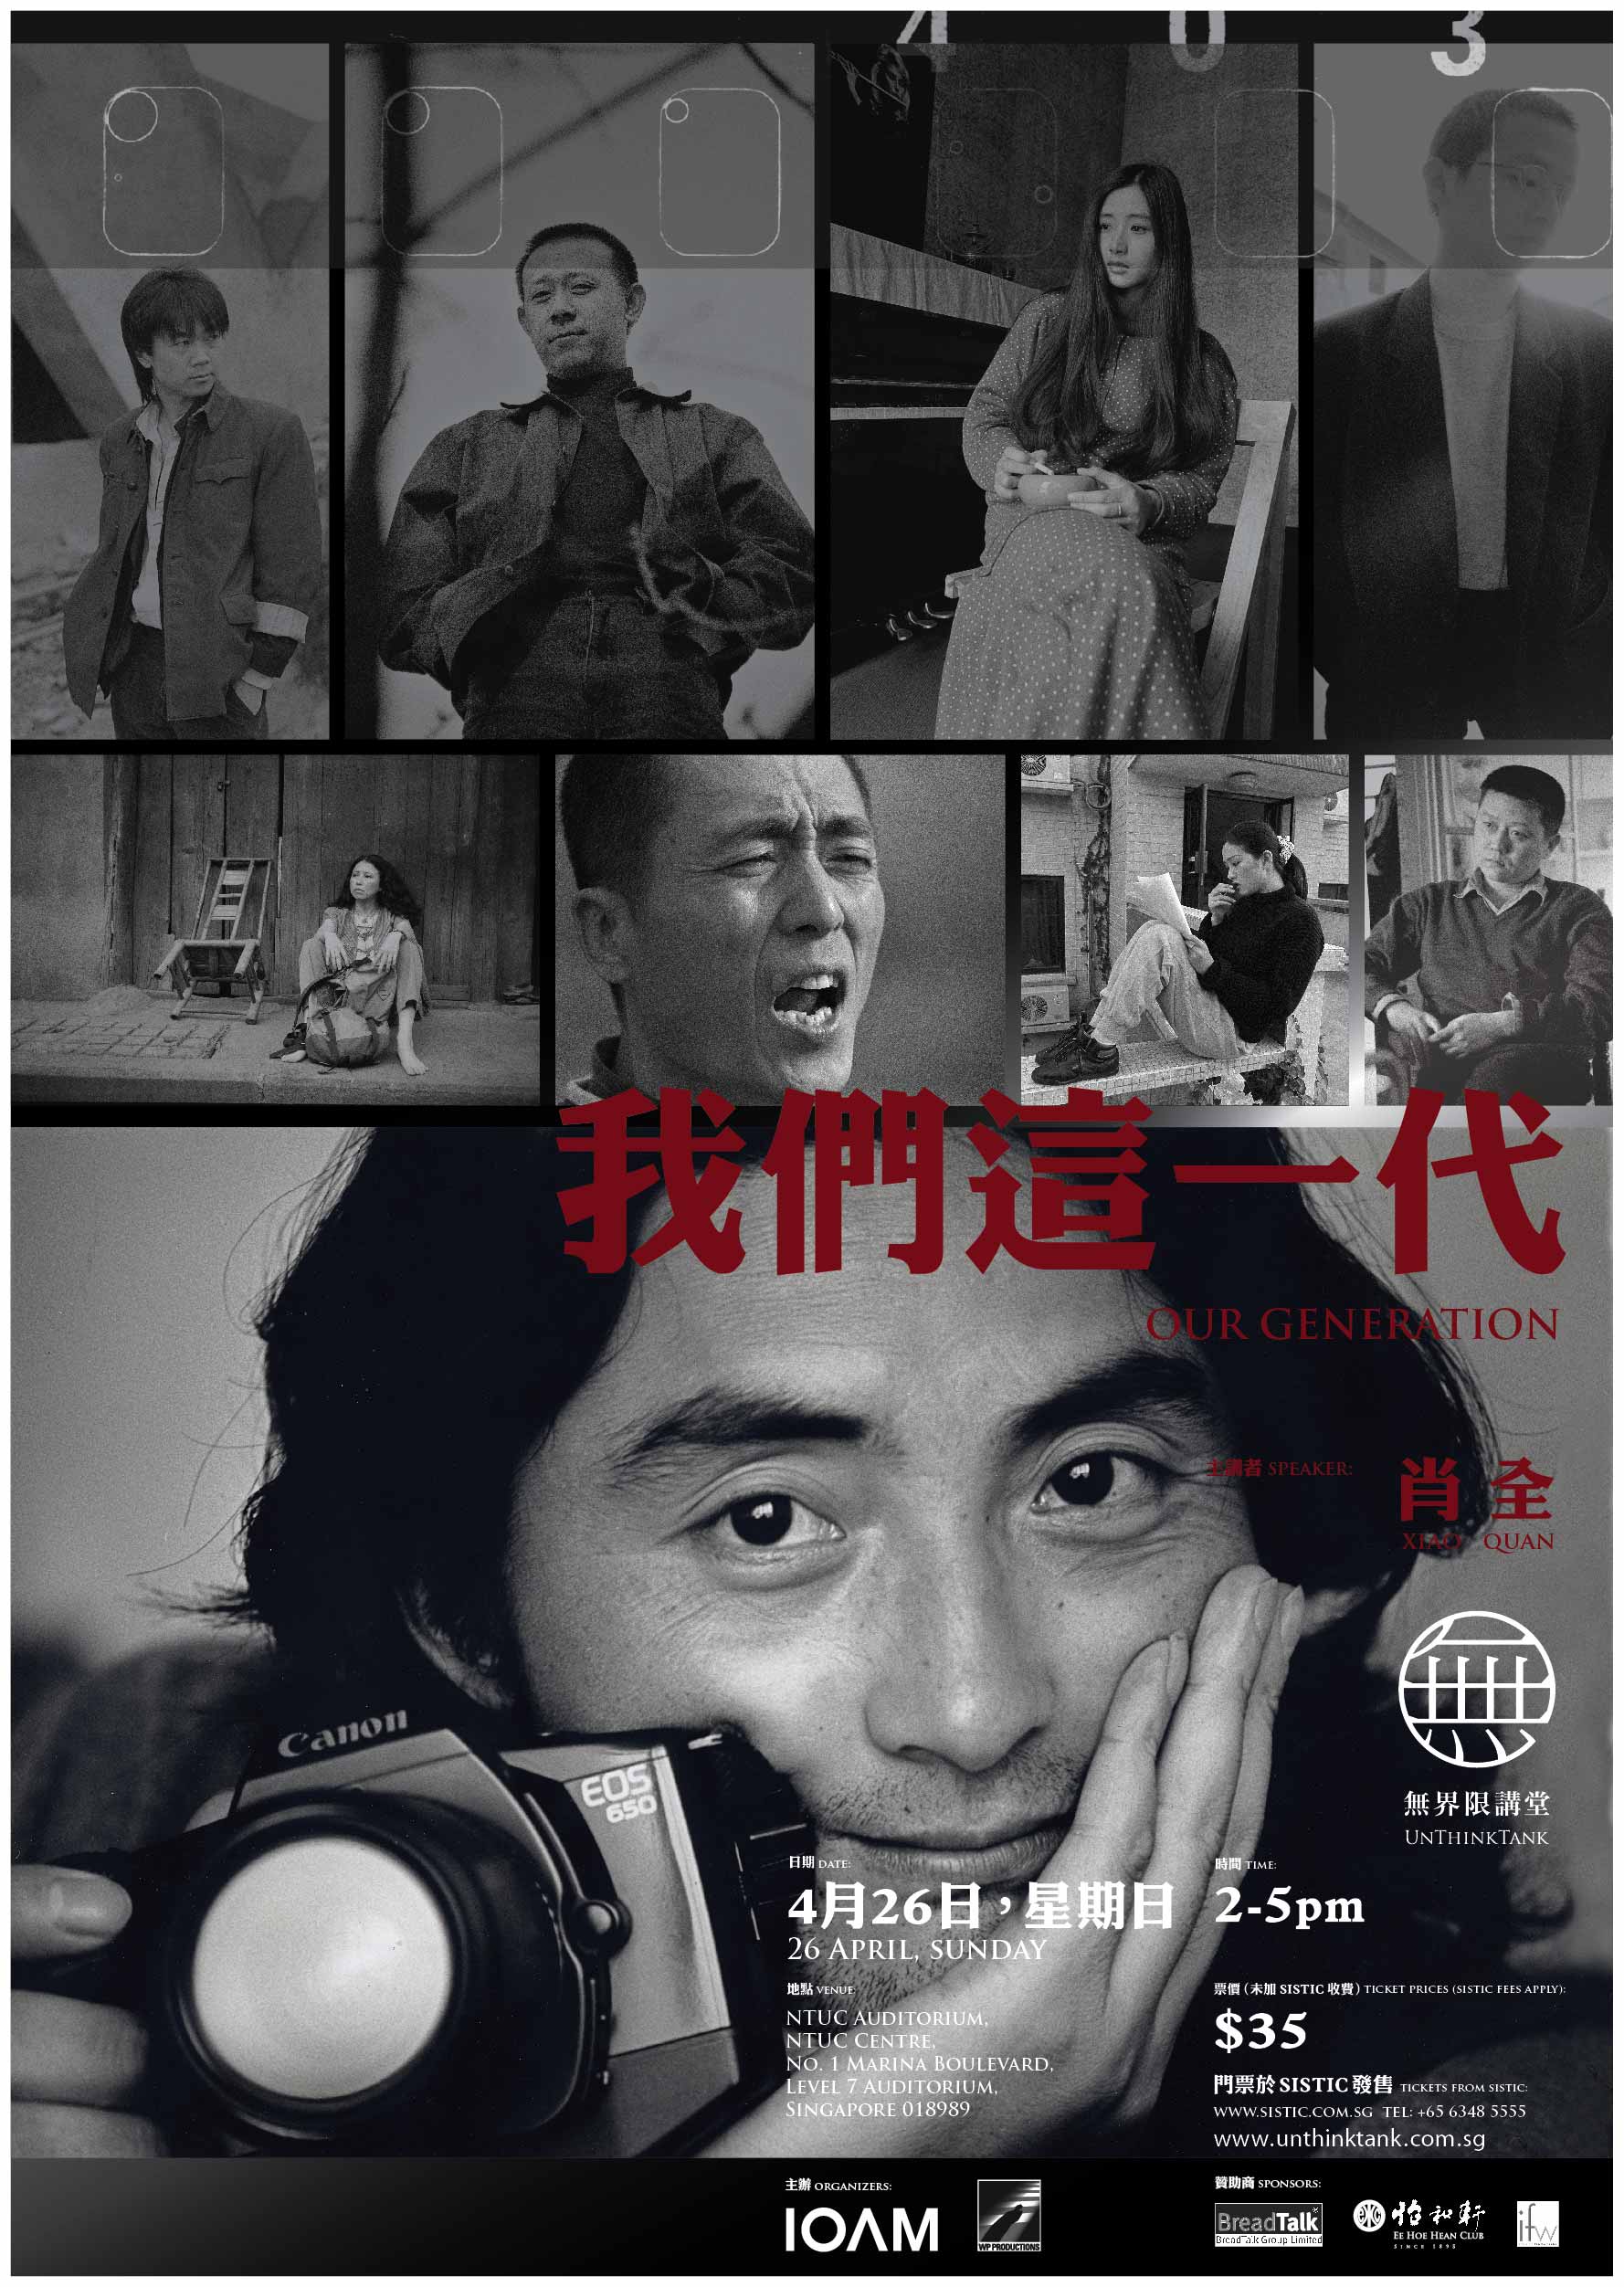 4 0 3
我們這一代
OUR GENERATION
主講者 SPEAKER:
肖全
XIAO QUAN
無界限講堂
UNTHINKTANK
Canon
EOS
650
日期 DATE:
4月26日，星期日
26 APRIL, SUNDAY
時間 TIME:
2-5pm
地點 VENUE:
NTUC AUDITORIUM,
NTUC CENTRE,
NO. 1 MARINA BOULEVARD,
LEVEL 7 AUDITORIUM,
SINGAPORE 018989
票價（未加 SISTIC 收費）TICKET PRICES (SISTIC FEES APPLY):
$35
門票於 SISTIC 發售 TICKETS FROM SISTIC:
WWW.SISTIC.COM.SG TEL: +65 6348 5555
www.unthinktank.com.sg
主辦 ORGANIZERS:
IOAM
WP PRODUCTIONS
贊助商 SPONSORS:
BreadTalk
BreadTalk Group Limited
怡和軒
EE HOE HEAN CLUB
SINCE 1895
ifw